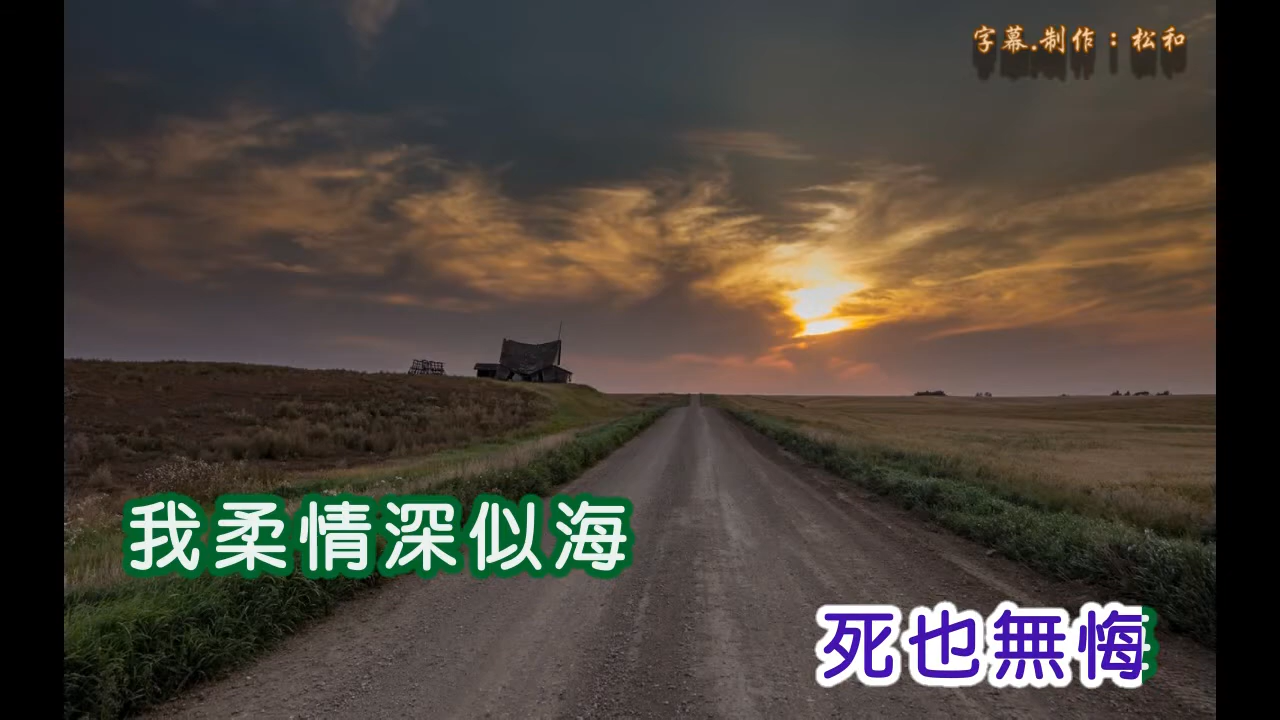 字幕.制作：松和
我柔情深似海
死也無悔